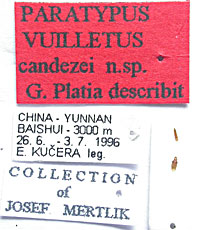 PARATYPUS
VUILLETUS
candezei n.sp.
G. Platia describit
CHINA - YUNNAN
BAISHUI - 3000 m
26. 6. - 3. 7. 1996
E. KUČERA leg.
COLLECTION
of
JOSEF MERTLIK